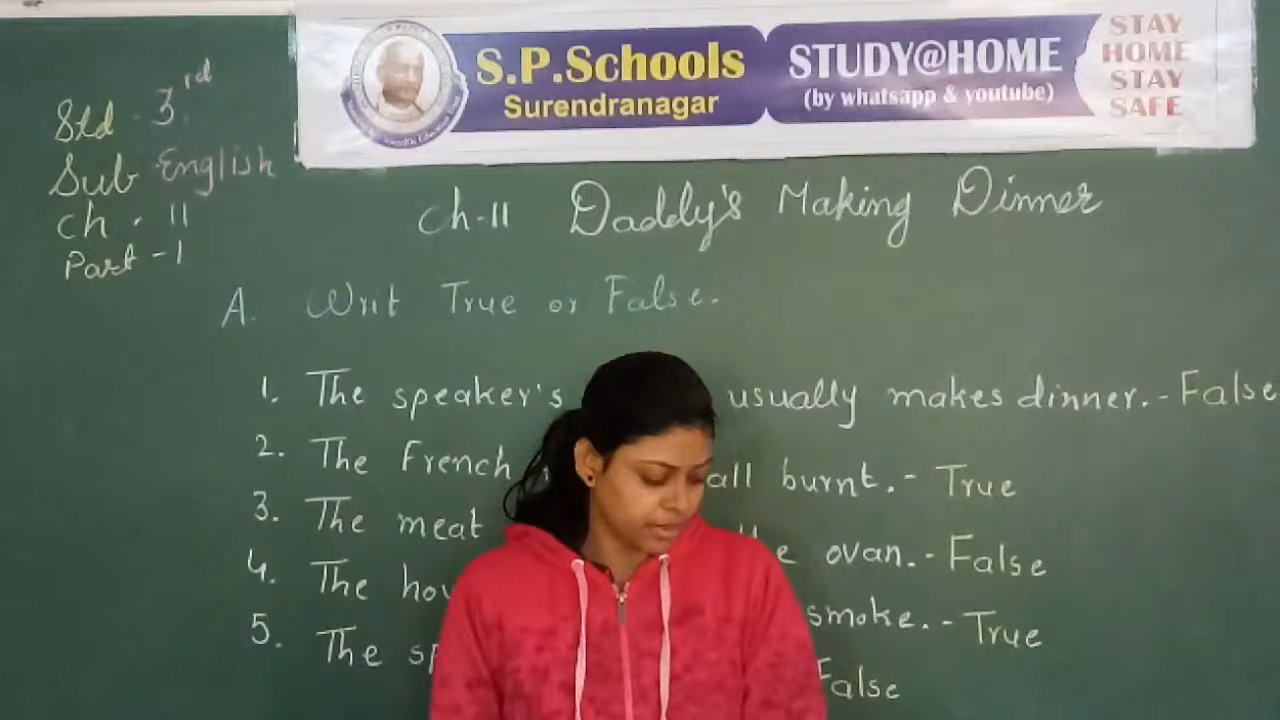 S.P.Schools
Surendranagar
STUDY@HOME
(by whatsapp & youtube)
STAY
HOME
STAY
SAFE
Std - 3rd
Sub - English
Ch - 11
Part - 1
Ch-11 Daddy's Making Dinner
A. Writ True or False.
1. The speaker's usually makes dinner. - False
2. The French all burnt. - True
3. The meat ovan. - False
4. The smoke. - True
5. The False